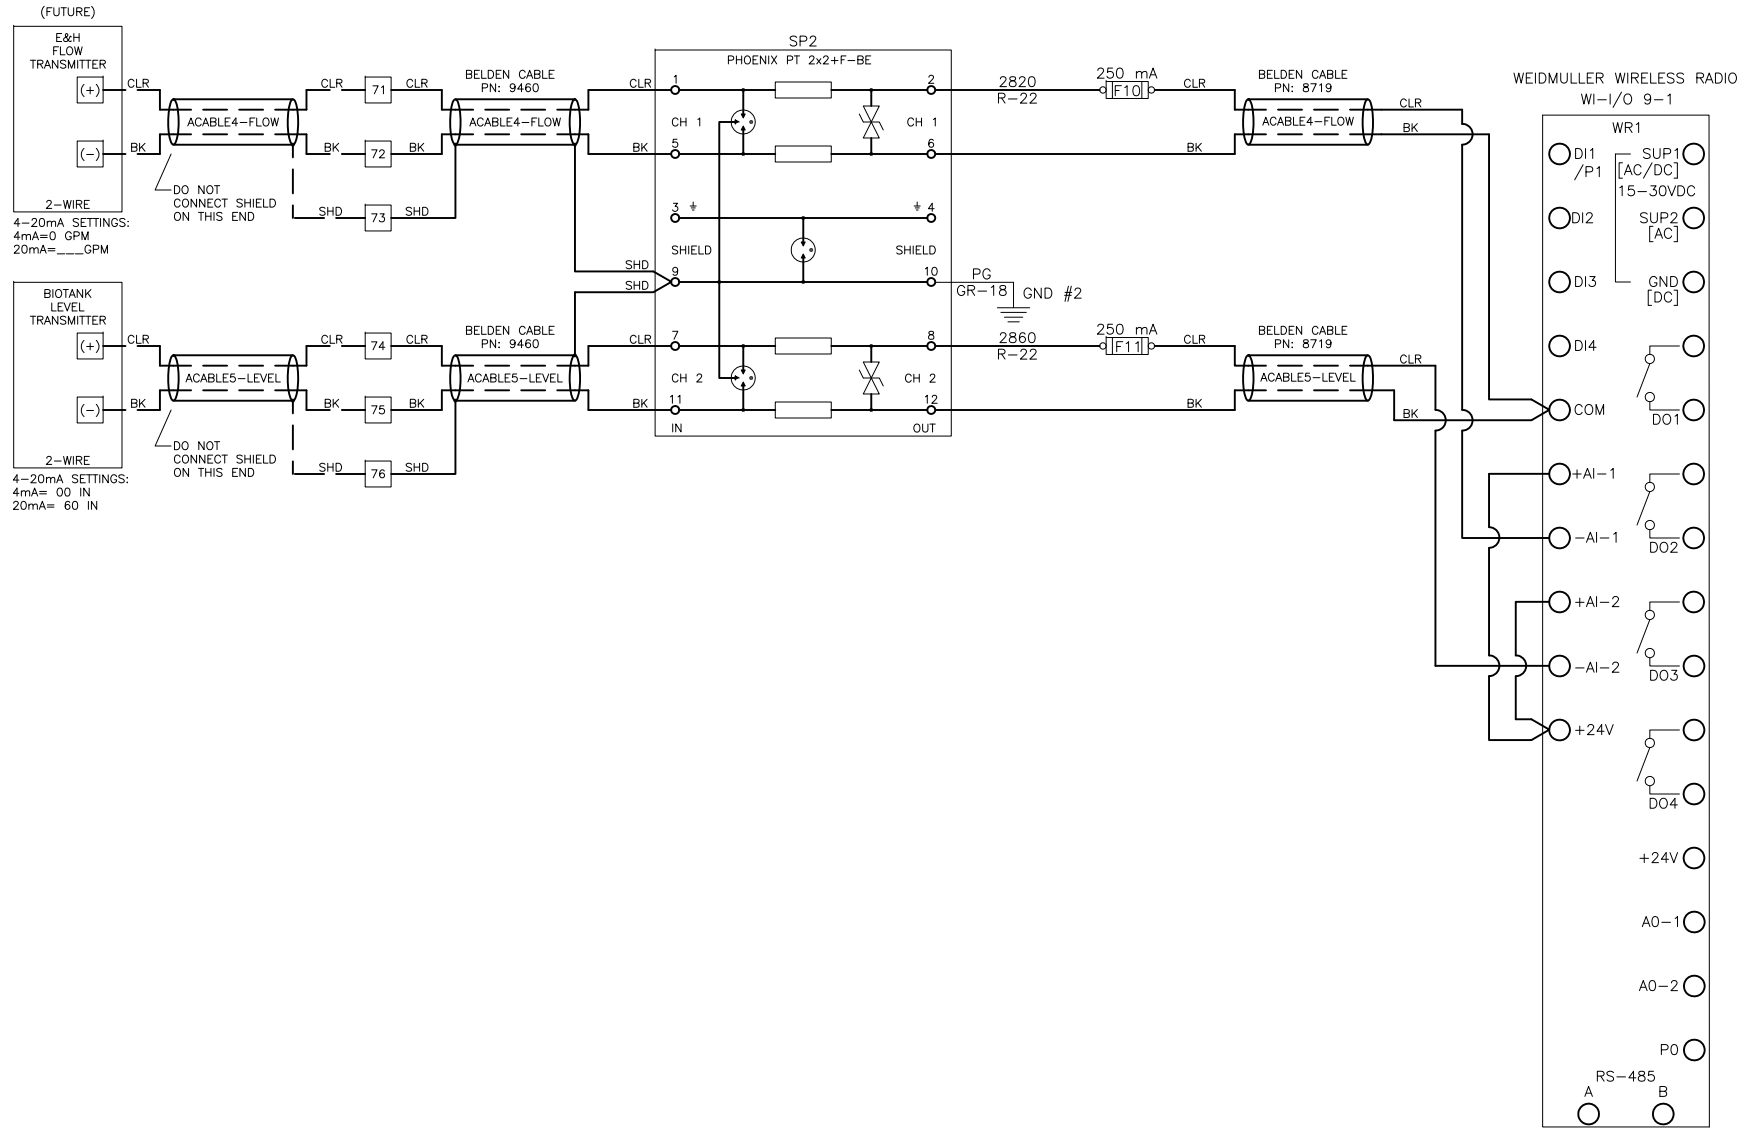 (FUTURE)
E&H
FLOW
TRANSMITTER
(+)
(-)
2-WIRE
4-20mA SETTINGS:
4mA=0 GPM
20mA=___GPM
CLR
BK
ACABLE4-FLOW
DO NOT
CONNECT SHIELD
ON THIS END
CLR 71 CLR
BK 72 BK
SHD 73 SHD
BELDEN CABLE
PN: 9460
ACABLE4-FLOW
CLR
BK
SHD
SHD
BIOTANK
LEVEL
TRANSMITTER
(+)
(-)
2-WIRE
4-20mA SETTINGS:
4mA= 00 IN
20mA= 60 IN
CLR
BK
ACABLE5-LEVEL
DO NOT
CONNECT SHIELD
ON THIS END
CLR 74 CLR
BK 75 BK
SHD 76 SHD
BELDEN CABLE
PN: 9460
ACABLE5-LEVEL
CLR
BK
SP2
PHOENIX PT 2x2+F-BE
1 2
CH 1 CH 1
5 6
3 4
SHIELD SHIELD
9 10
7 8
CH 2 CH 2
11 12
IN OUT
2820
R-22
250 mA
F10
CLR
BK
BELDEN CABLE
PN: 8719
ACABLE4-FLOW
CLR
BK
PG
GR-18
GND #2
2860
R-22
250 mA
F11
CLR
BK
BELDEN CABLE
PN: 8719
ACABLE5-LEVEL
CLR
BK
WEIDMULLER WIRELESS RADIO
WI-I/O 9-1
WR1
DI1
/P1
SUP1
[AC/DC]
15-30VDC
DI2
SUP2
[AC]
DI3
GND
[DC]
DI4
COM
DO1
+AI-1
-AI-1
DO2
+AI-2
-AI-2
DO3
+24V
DO4
+24V
AO-1
AO-2
PO
RS-485
A B